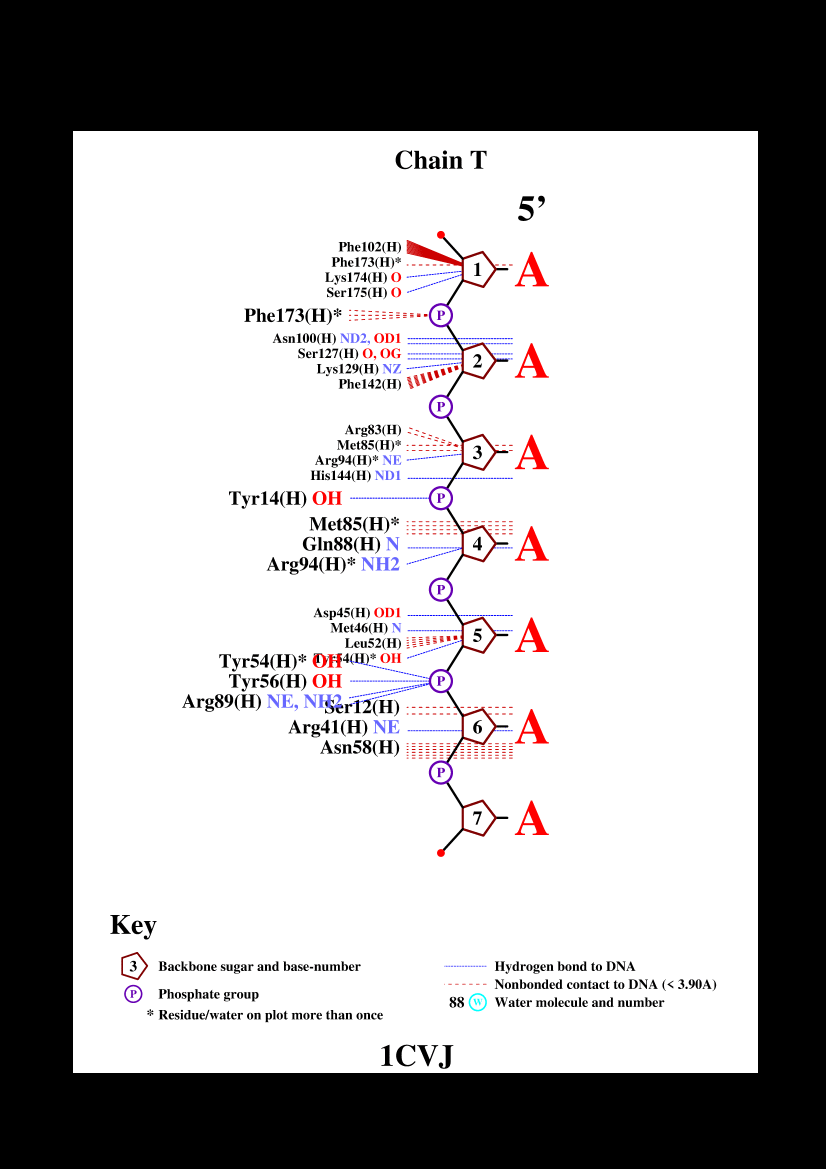 Chain T
5’
Phe102(H)
Phe173(H)*
Lys174(H) O
Ser175(H) O
1 A
Phe173(H)*
P
Asn100(H) ND2, OD1
Ser127(H) O, OG
Lys129(H) NZ
Phe142(H)
2 A
P
Arg83(H)
Met85(H)*
Arg94(H)* NE
His144(H) ND1
3 A
Tyr14(H) OH
P
Met85(H)*
Gln88(H) N
Arg94(H)* NH2
4 A
P
Asp45(H) OD1
Met46(H) N
Leu52(H)
Tyr54(H)* OH
5 A
Tyr54(H)* OH
Tyr56(H) OH
Arg89(H) NE, NH2
P
Ser12(H)
Arg41(H) NE
Asn58(H)
6 A
P
7 A
Key
3 Backbone sugar and base-number
P Phosphate group
* Residue/water on plot more than once
Hydrogen bond to DNA
Nonbonded contact to DNA (< 3.90A)
88 W Water molecule and number
1CVJ